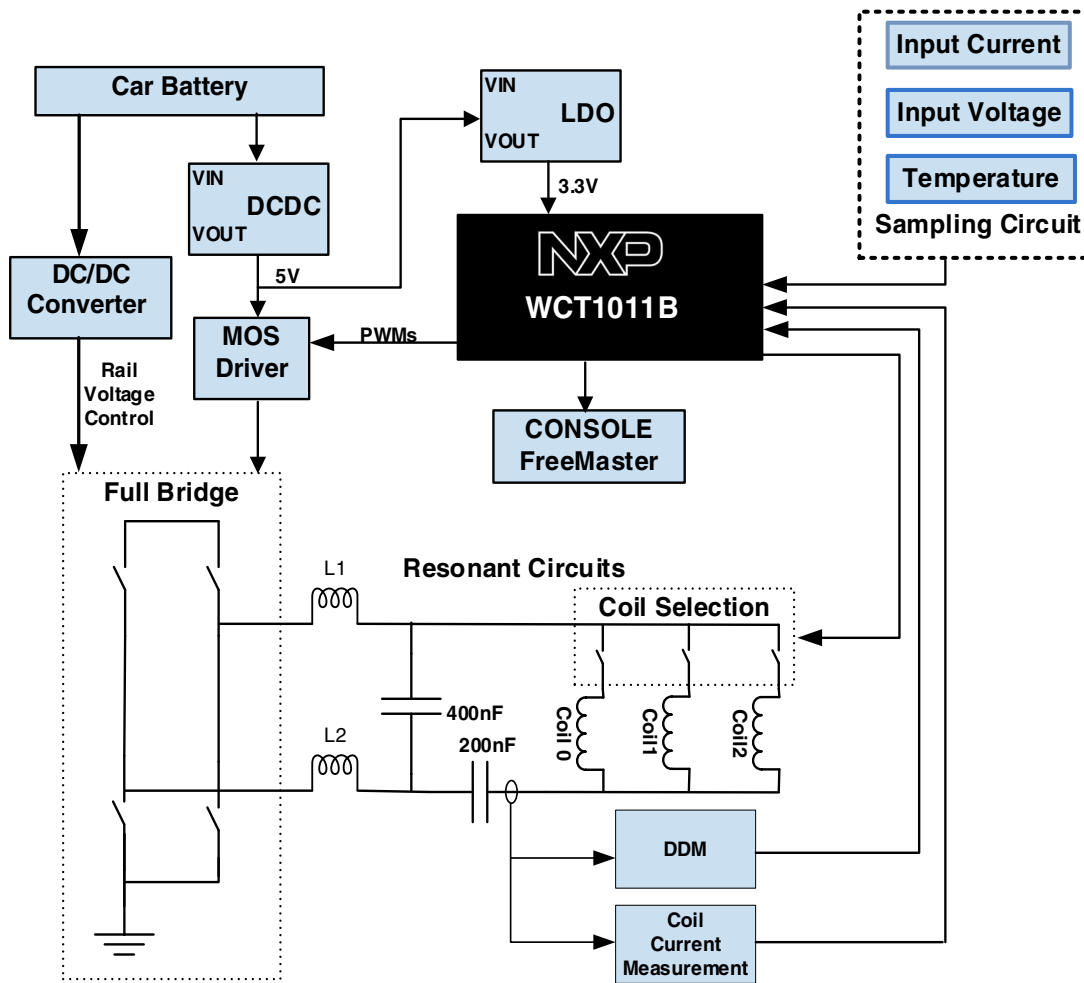 Input Current
Input Voltage
Temperature
Sampling Circuit
Car Battery
VIN
LDO
VOUT
3.3V
VIN
DCDC
VOUT
5V
DC/DC
Converter
NXP
WCT1011B
MOS
Driver
PWMs
Rail
Voltage
Control
CONSOLE
FreeMaster
Full Bridge
L1
Resonant Circuits
Coil Selection
400nF
L2
200nF
Coil 0
Coil1
Coil2
DDM
Coil
Current
Measurement